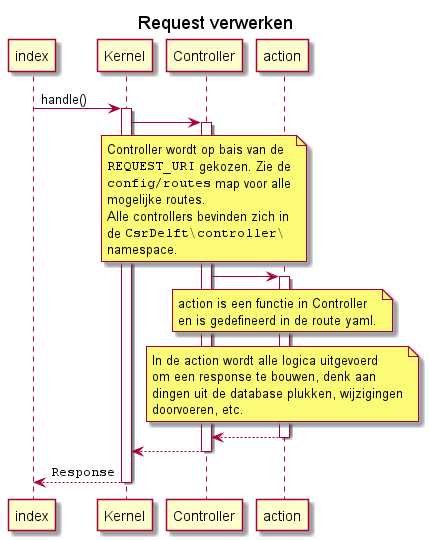 Request verwerken
index Kernel Controller action
handle()
Controller wordt op bais van de
REQUEST_URI gekozen. Zie de
config/routes map voor alle
mogelijke routes.
Alle controllers bevinden zich in
de CsrDelft\controller\
namespace.
action is een functie in Controller
en is gedefineerd in de route yaml.
In de action wordt alle logica uitgevoerd
om een response te bouwen, denk aan
dingen uit de database plukken, wijzigingen
doorvoeren, etc.
Response
index Kernel Controller action